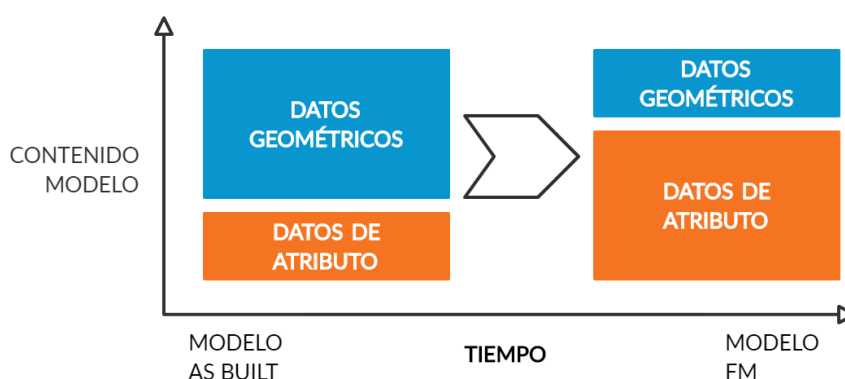 DATOS
GEOMÉTRICOS
DATOS DE
ATRIBUTO
DATOS
GEOMÉTRICOS
DATOS DE
ATRIBUTO
CONTENIDO
MODELO
MODELO
AS BUILT
TIEMPO
MODELO
FM